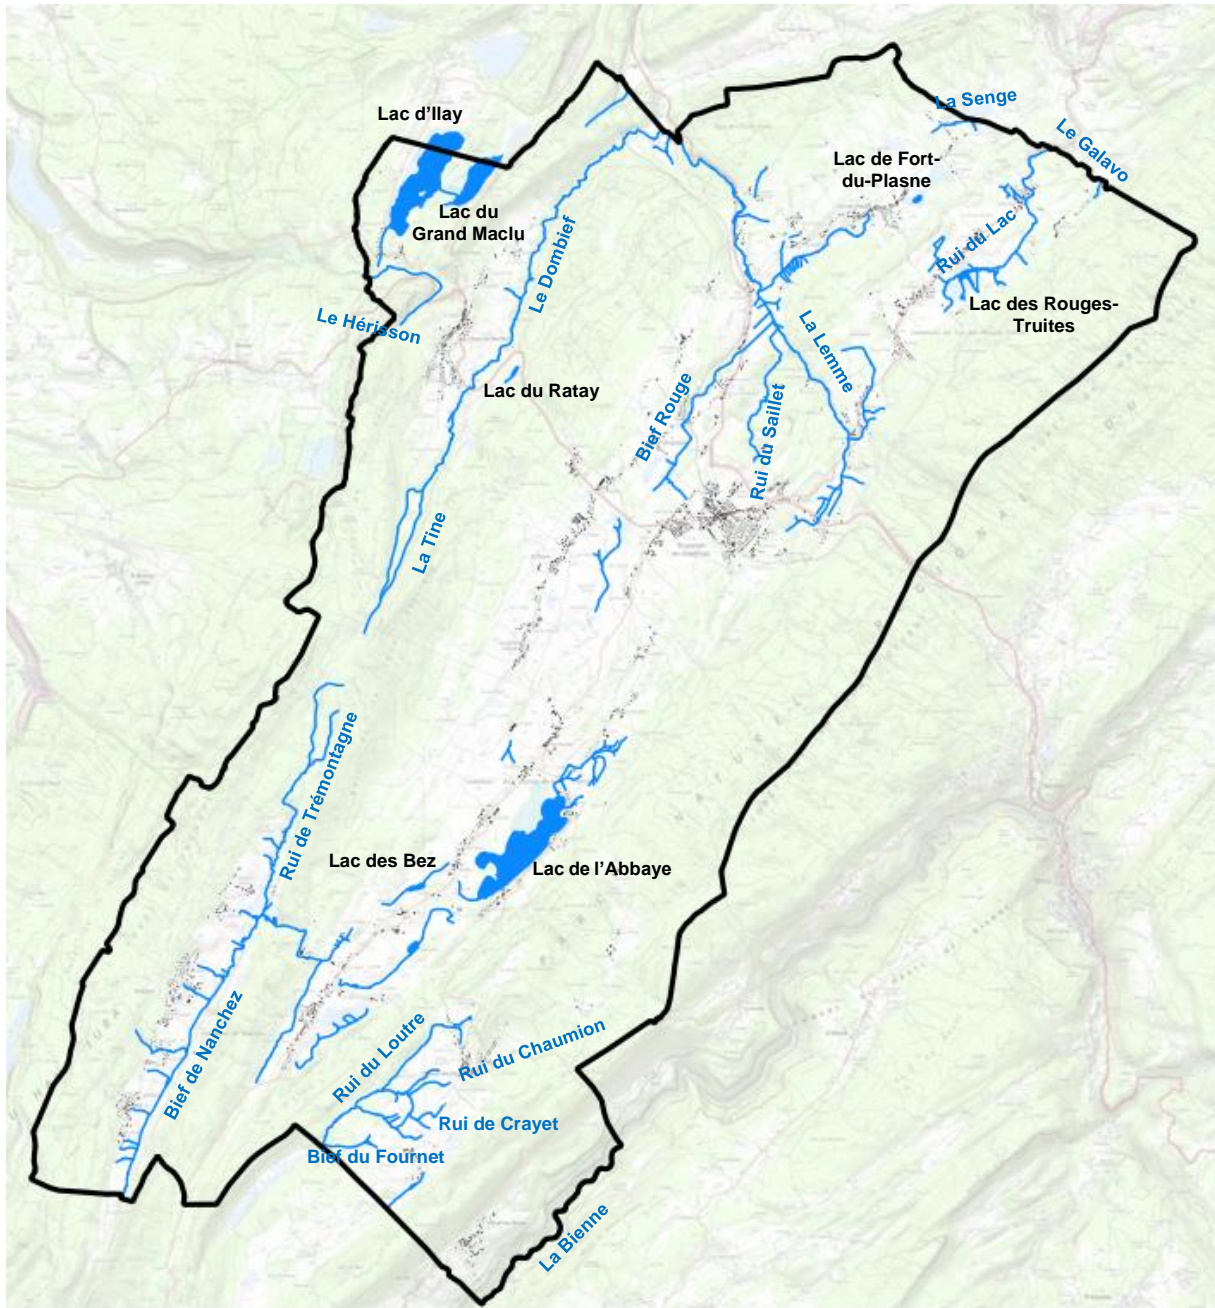 La Senge
Lac d'Ilay
Le Galavo
Lac de Fort-
du-Plasne
Lac du
Grand Maclu
Rui du Lac
Le Dombief
Lac des Rouges-
Truites
Le Hérisson
La Lemme
Lac du Ratay
Bief Rouge
Rui du Saillet
La Tine
Rui de Trémontagne
Lac des Bez
Lac de l'Abbaye
Bief de Nanchez
Rui du Loutre
Rui du Chaumion
Rui de Crayet
Bief du Fournet
La Bienne